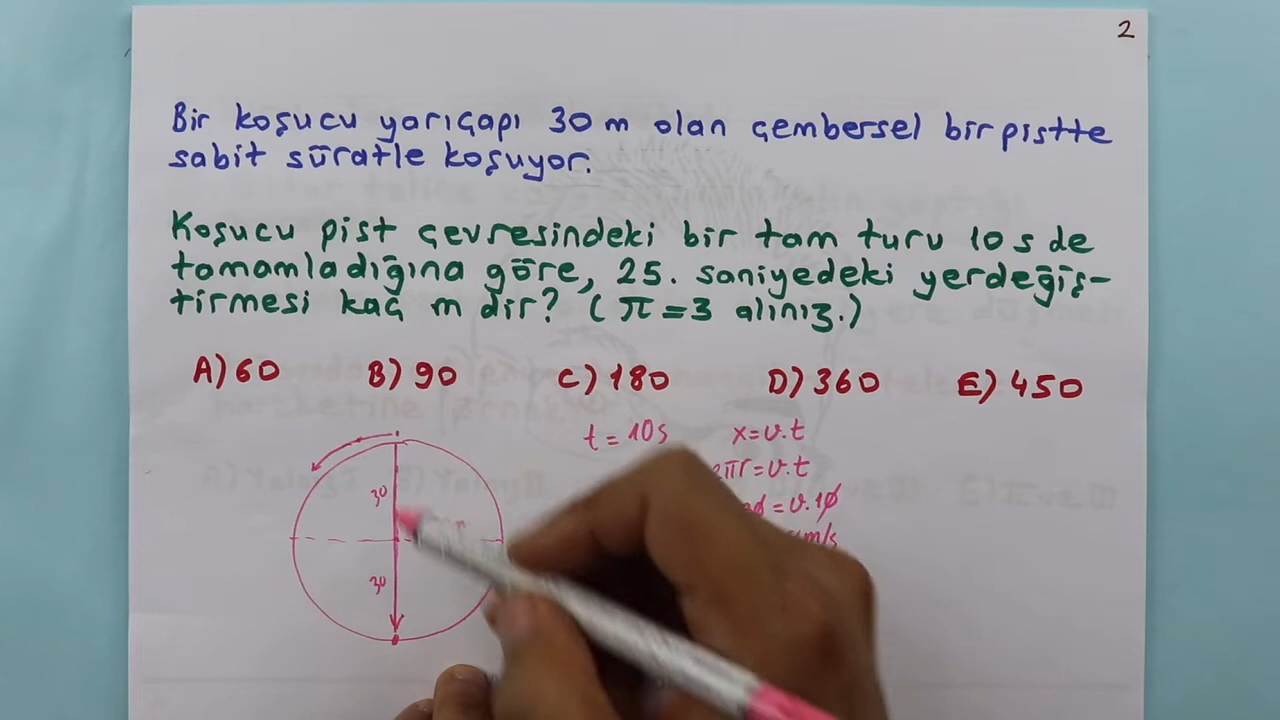 2
Bir koşucu yarıçapı 30 m olan çembersel bir pistte
sabit süratle koşuyor.
Koşucu pist çevresindeki bir tam turu 10 s de
tamamladığına göre, 25. saniyedeki yerdeğiş-
tirmesi kaç m dir? (π=3 alınız.)
A) 60 B) 90 C) 180 D) 360 E) 450
t = 10s x = v.t
πr = v.t
= v.10
m/s
30
30